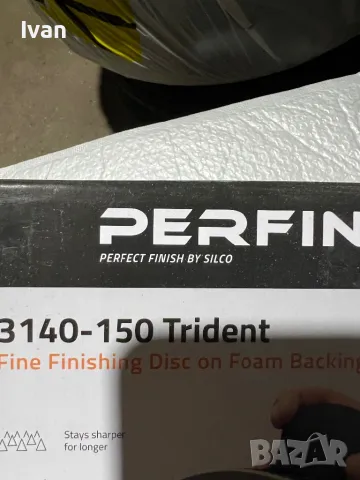 Ivan
PERFIN
PERFECT FINISH BY SILCO
3140-150 Trident
Fine Finishing Disc on Foam Backing
Stays sharper
for longer
BAZAR